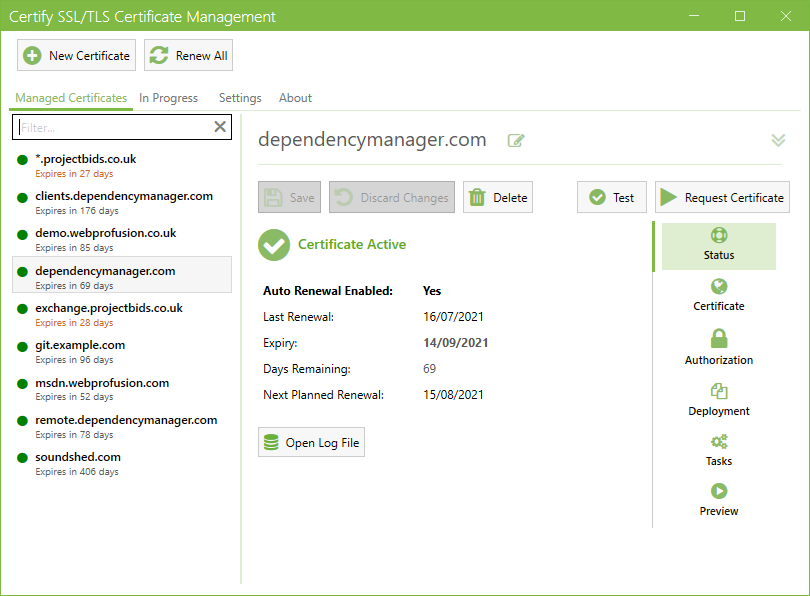 Certify SSL/TLS Certificate Management
New Certificate
Renew All
Managed Certificates
In Progress
Settings
About
Filter...
*.projectbids.co.uk
Expires in 27 days
clients.dependencymanager.com
Expires in 176 days
demo.webprofusion.co.uk
Expires in 85 days
dependencymanager.com
Expires in 69 days
exchange.projectbids.co.uk
Expires in 28 days
git.example.com
Expires in 96 days
msdn.webprofusion.com
Expires in 52 days
remote.dependencymanager.com
Expires in 78 days
soundshed.com
Expires in 406 days
dependencymanager.com
Save
Discard Changes
Delete
Test
Request Certificate
Certificate Active
Auto Renewal Enabled: Yes
Last Renewal: 16/07/2021
Expiry: 14/09/2021
Days Remaining: 69
Next Planned Renewal: 15/08/2021
Open Log File
Status
Certificate
Authorization
Deployment
Tasks
Preview